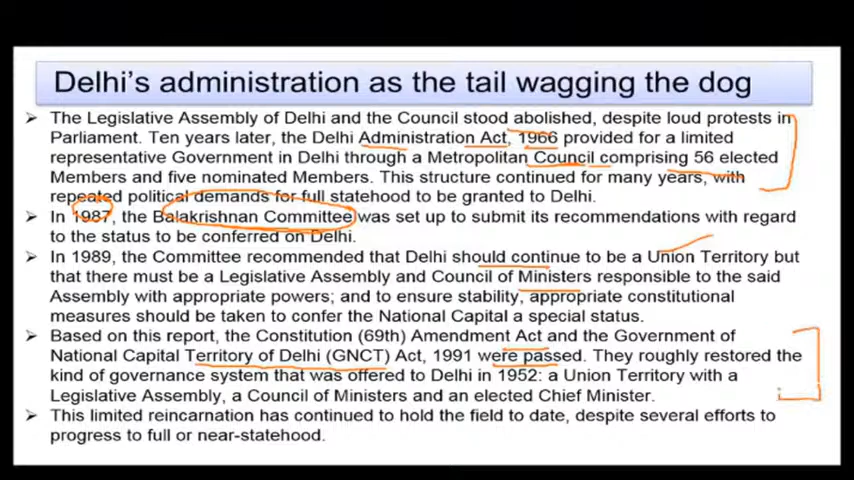 Delhi's administration as the tail wagging the dog
The Legislative Assembly of Delhi and the Council stood abolished, despite loud protests in
Parliament. Ten years later, the Delhi Administration Act, 1966 provided for a limited
representative Government in Delhi through a Metropolitan Council comprising 56 elected
Members and five nominated Members. This structure continued for many years, with
repeated political demands for full statehood to be granted to Delhi.
In 1987, the Balakrishnan Committee was set up to submit its recommendations with regard
to the status to be conferred on Delhi.
In 1989, the Committee recommended that Delhi should continue to be a Union Territory but
that there must be a Legislative Assembly and Council of Ministers responsible to the said
Assembly with appropriate powers; and to ensure stability, appropriate constitutional
measures should be taken to confer the National Capital a special status.
Based on this report, the Constitution (69th) Amendment Act and the Government of
National Capital Territory of Delhi (GNCT) Act, 1991 were passed. They roughly restored the
kind of governance system that was offered to Delhi in 1952: a Union Territory with a
Legislative Assembly, a Council of Ministers and an elected Chief Minister.
This limited reincarnation has continued to hold the field to date, despite several efforts to
progress to full or near-statehood.